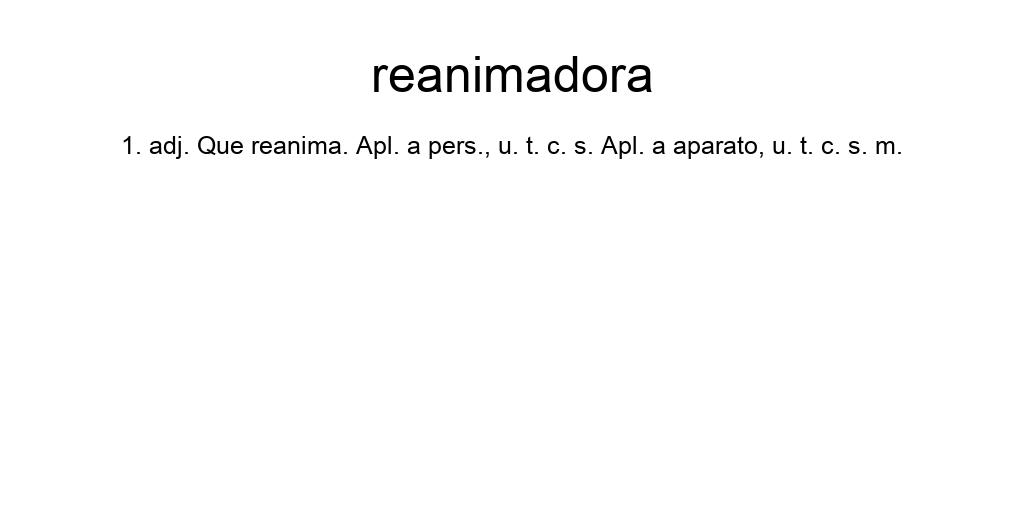 reanimadora
1. adj. Que reanima. Apl. a pers., u. t. c. s. Apl. a aparato, u. t. c. s. m.